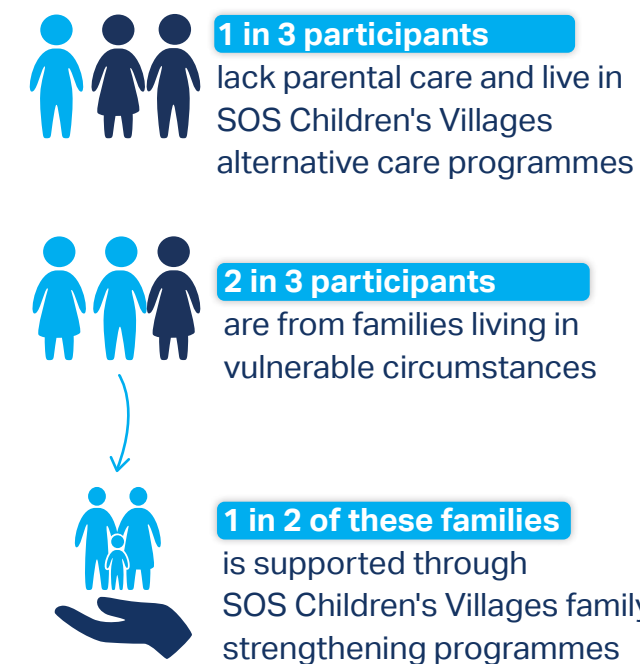 1 in 3 participants
lack parental care and live in
SOS Children's Villages
alternative care programmes
2 in 3 participants
are from families living in
vulnerable circumstances
1 in 2 of these families
is supported through
SOS Children's Villages family
strengthening programmes